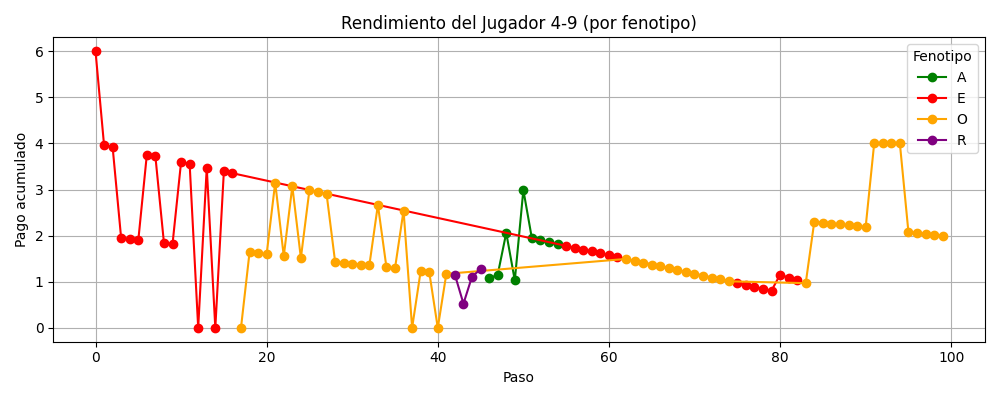 Rendimiento del Jugador 4-9 (por fenotipo)
Pago acumulado
6
5
4
3
2
1
0
0
20
40
60
80
100
Paso
Fenotipo
A
E
O
R